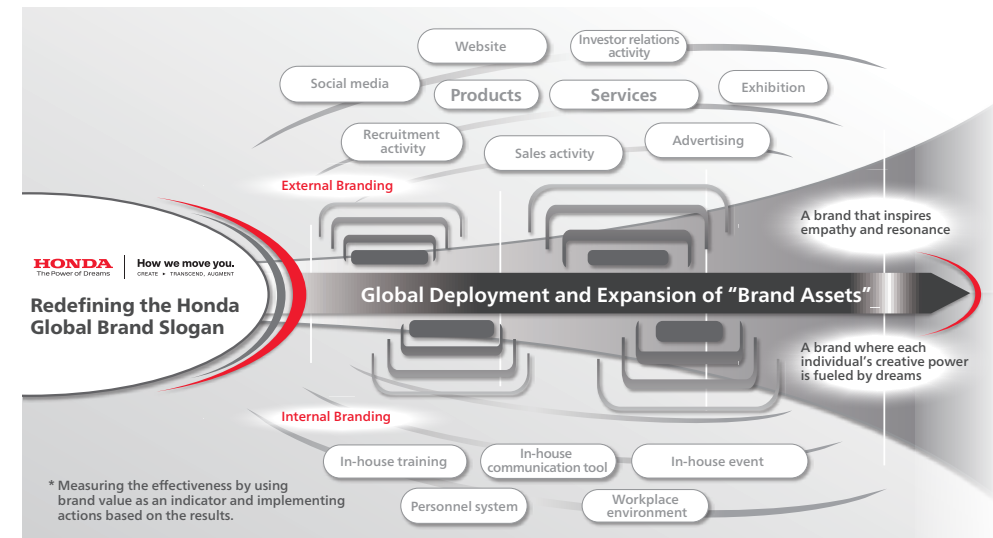 Website
Investor relations
activity
Social media
Products
Services
Exhibition
Recruitment
activity
Sales activity
Advertising
External Branding
A brand that inspires
empathy and resonance
HONDA
The Power of Dreams
How we move you.
CREATE ▸ TRANSCEND, AUGMENT
Redefining the Honda
Global Brand Slogan
Global Deployment and Expansion of “Brand Assets”_
A brand where each
individual’s creative power
is fueled by dreams
Internal Branding
In-house training
In-house
communication tool
In-house event
Personnel system
Workplace
environment
* Measuring the effectiveness by using
brand value as an indicator and implementing
actions based on the results.